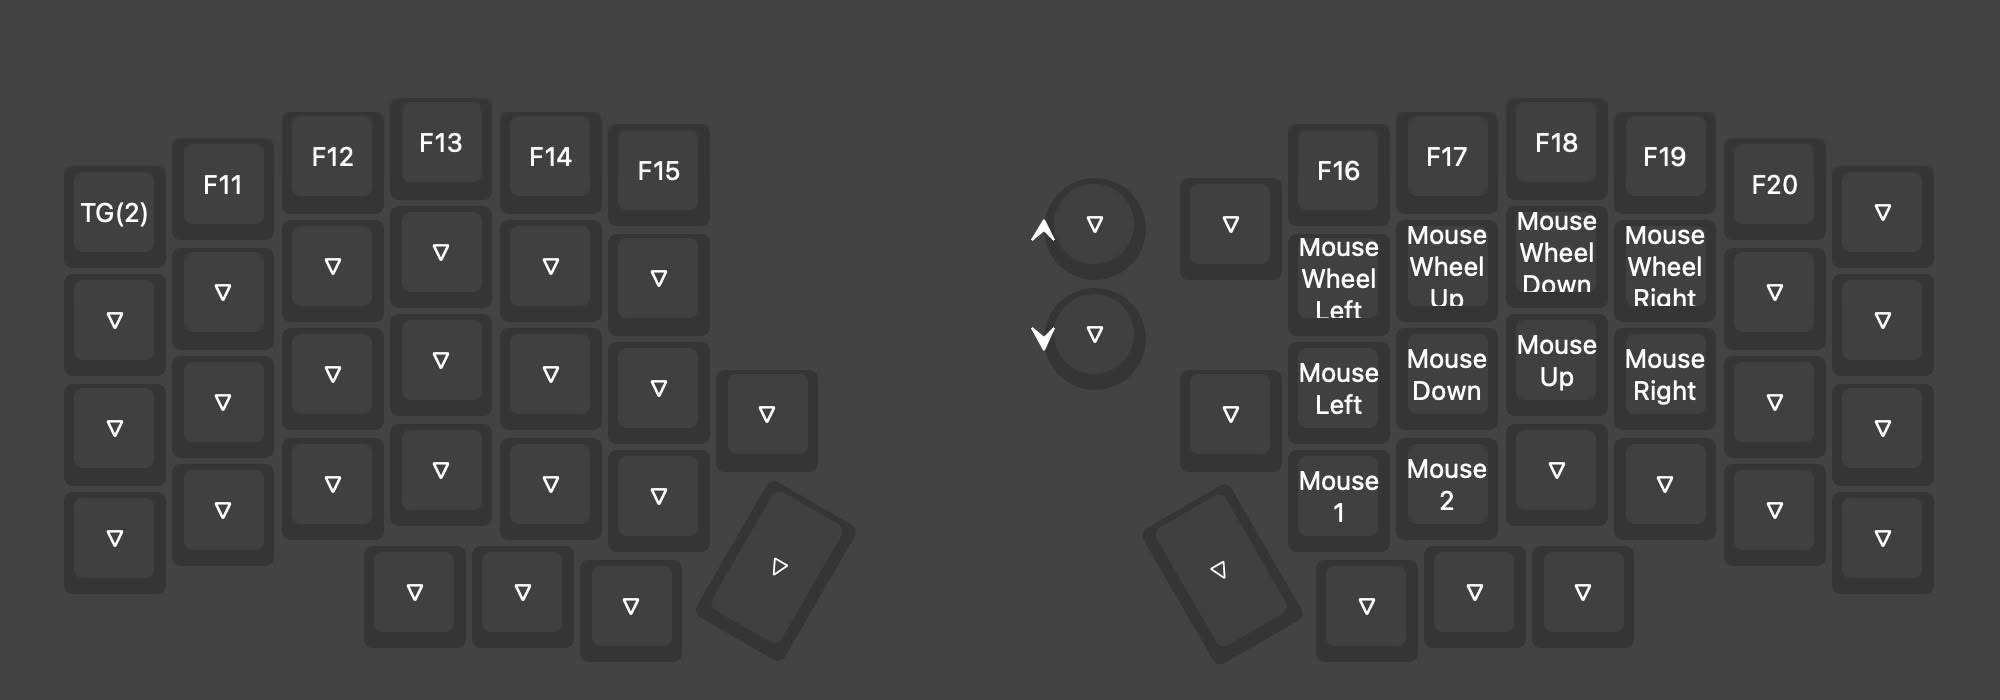 TG(2)
F11
F12
F13
F14
F15
F16
F17
F18
F19
F20
Mouse
Wheel
Left
Mouse
Wheel
Up
Mouse
Wheel
Down
Mouse
Wheel
Right
Mouse
Left
Mouse
Down
Mouse
Up
Mouse
Right
Mouse
1
Mouse
2